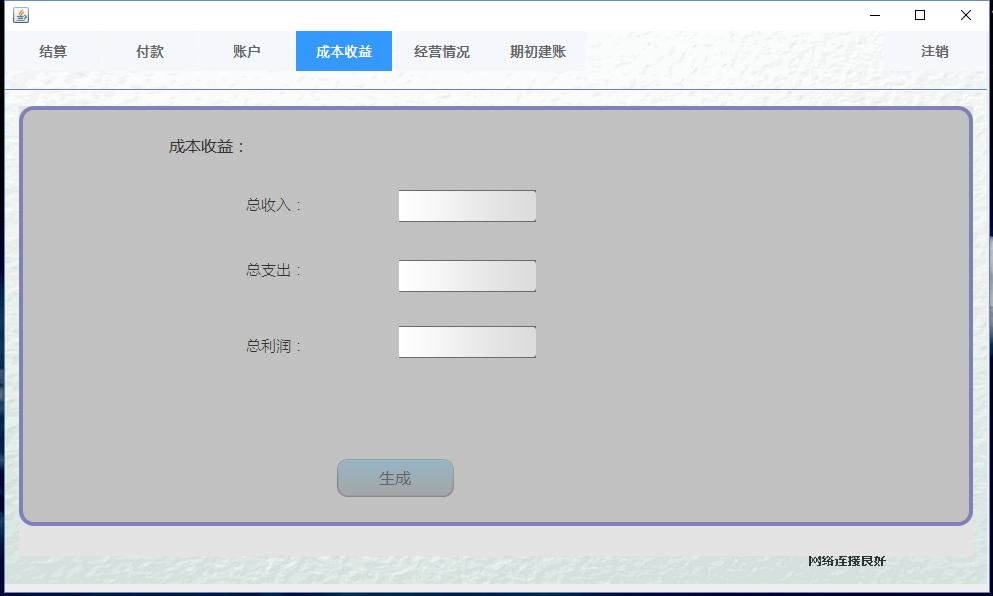 结算 付款 账户 成本收益 经营情况 期初建账 注销
成本收益：
总收入：
总支出：
总利润：
生成
网络连接良好